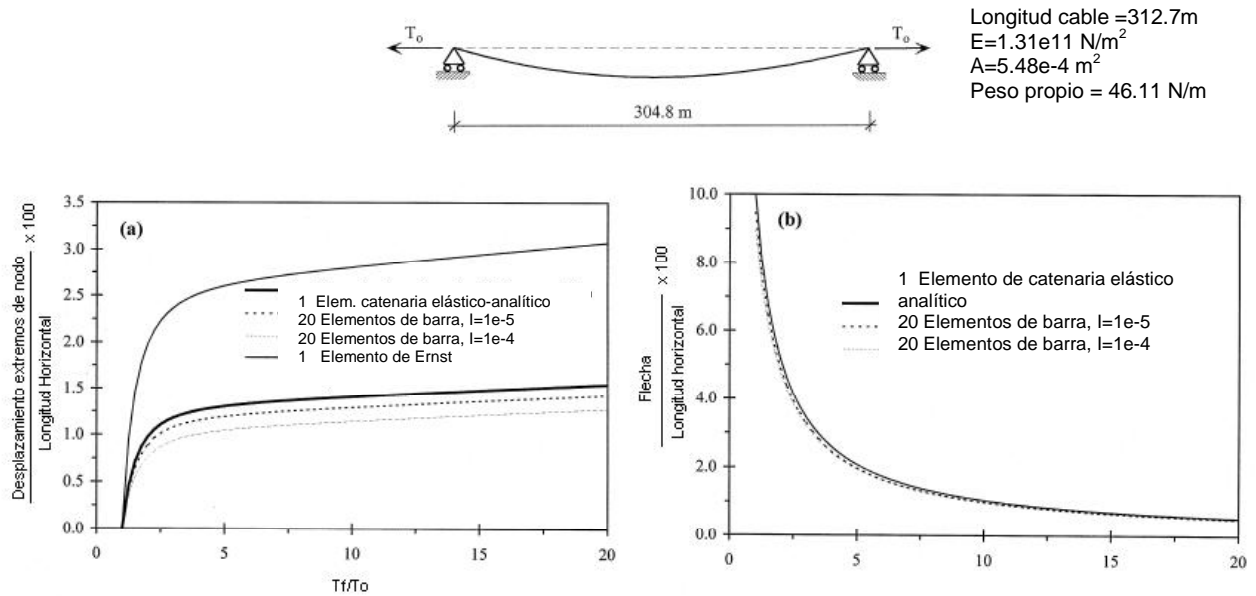 Longitud cable =312.7m
E=1.31e11 N/m²
A=5.48e-4 m²
Peso propio = 46.11 N/m
T₀
T₀
304.8 m
Desplazamiento extremos de nodo
Longitud Horizontal
x 100
3.5
3.0
2.5
2.0
1.5
1.0
0.5
0.0
(a)
1 Elem. catenaria elástico-analítico
20 Elementos de barra, I=1e-5
20 Elementos de barra, I=1e-4
1 Elemento de Ernst
0
5
10
15
20
Tf/To
Flecha
Longitud horizontal
x 100
10.0
8.0
6.0
4.0
2.0
0.0
(b)
1 Elemento de catenaria elástico
analítico
20 Elementos de barra, I=1e-5
20 Elementos de barra, I=1e-4
0
5
10
15
20